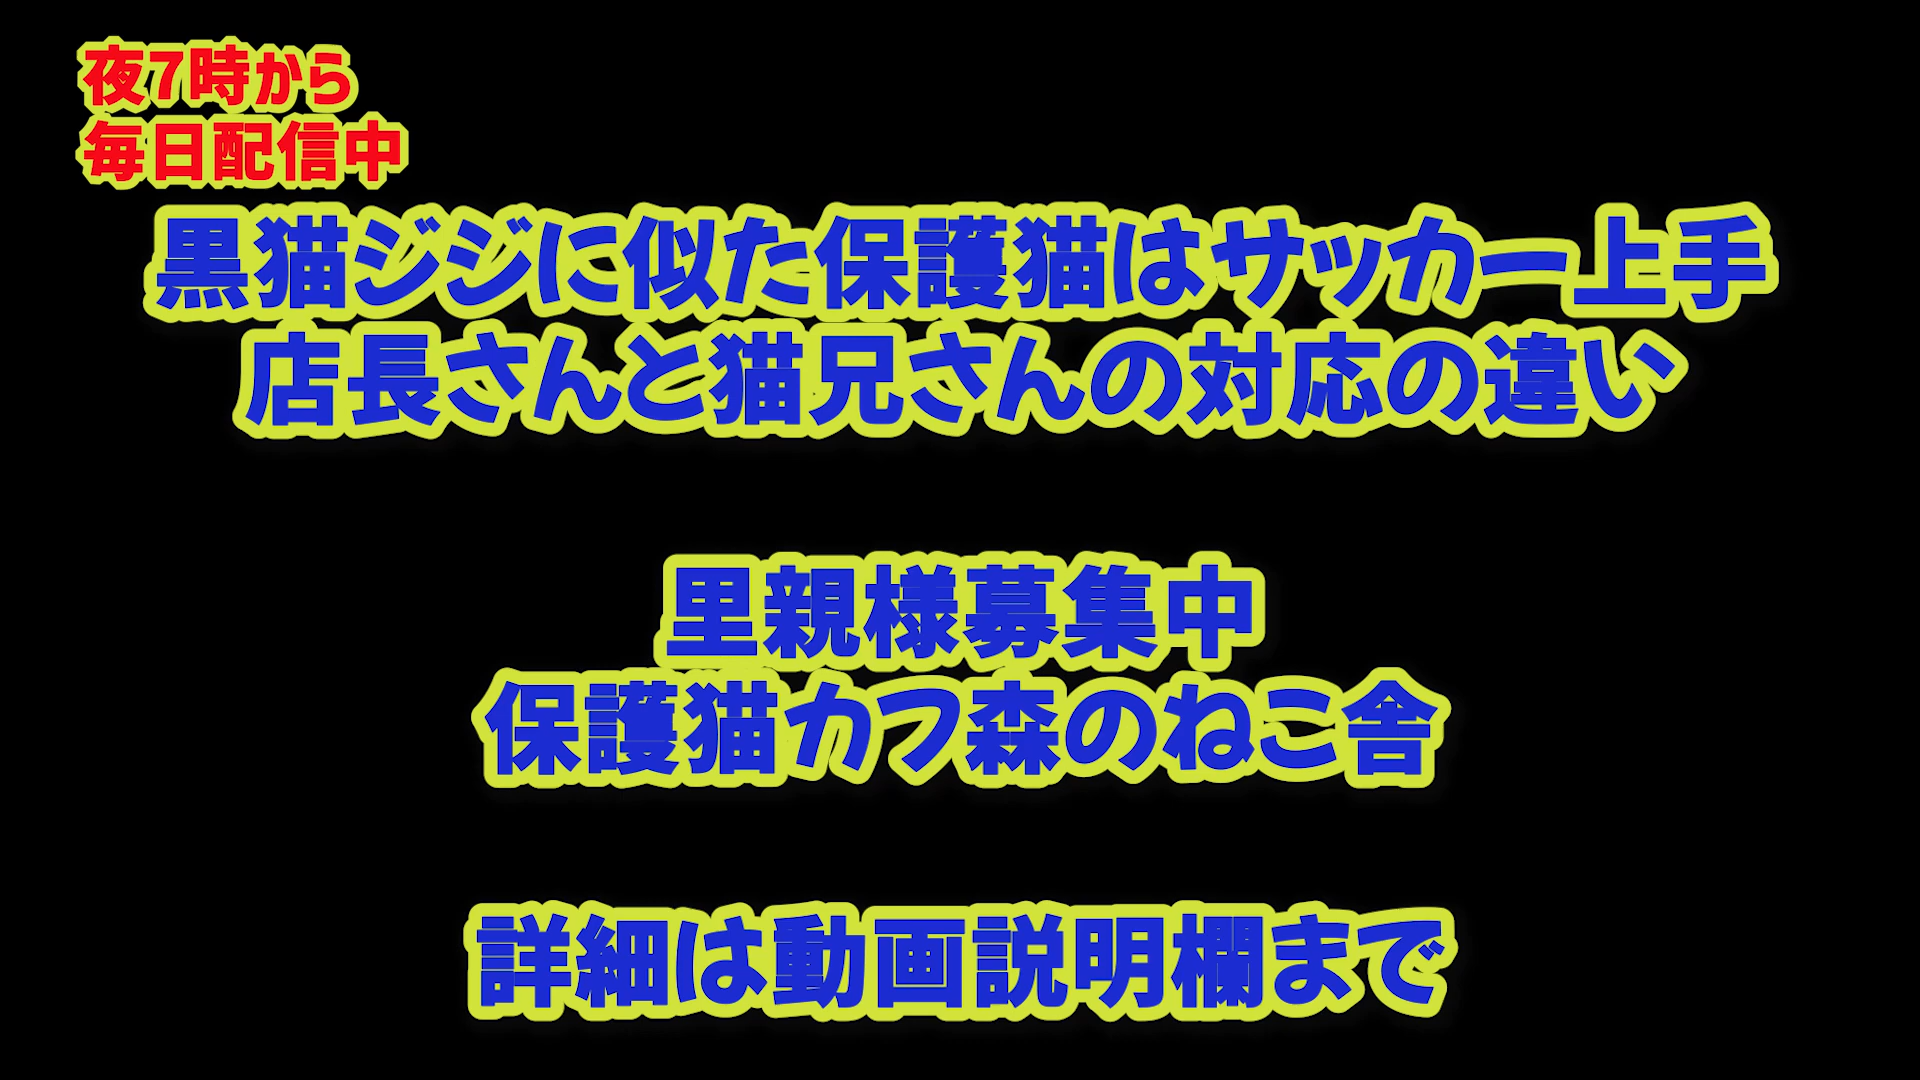 夜7時から
毎日配信中
黒猫ジジに似た保護猫はサッカー上手
店長さんと猫兄さんの対応の違い
里親様募集中
保護猫カフ森のねこ舎
詳細は動画説明欄まで